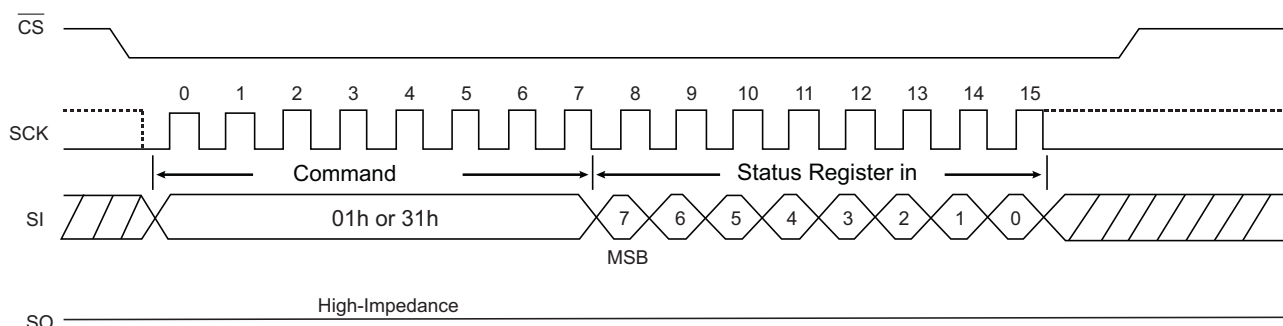 CS
0 1 2 3 4 5 6 7 8 9 10 11 12 13 14 15
SCK
Command Status Register in
SI 01h or 31h 7 6 5 4 3 2 1 0
MSB
High-Impedance
SO